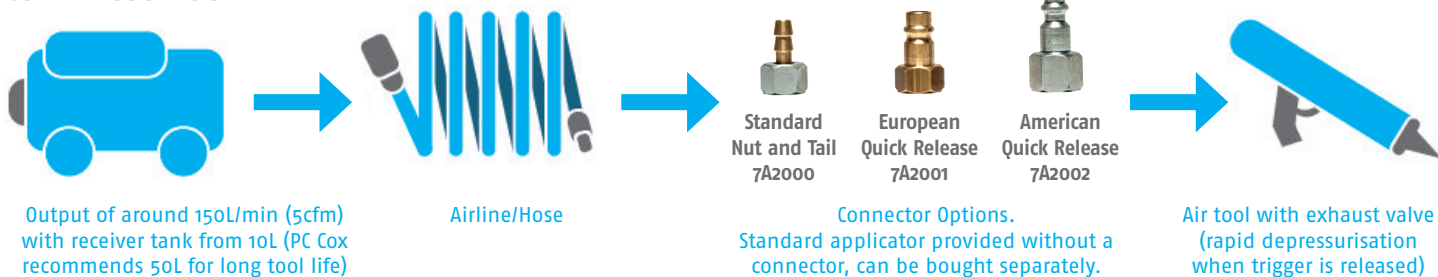 Standard
Nut and Tail
7A2000
European
Quick Release
7A2001
American
Quick Release
7A2002
Output of around 150L/min (5cfm)
with receiver tank from 10L (PC Cox
recommends 50L for long tool life)
Airline/Hose
Connector Options.
Standard applicator provided without a
connector, can be bought separately.
Air tool with exhaust valve
(rapid depressurisation
when trigger is released)